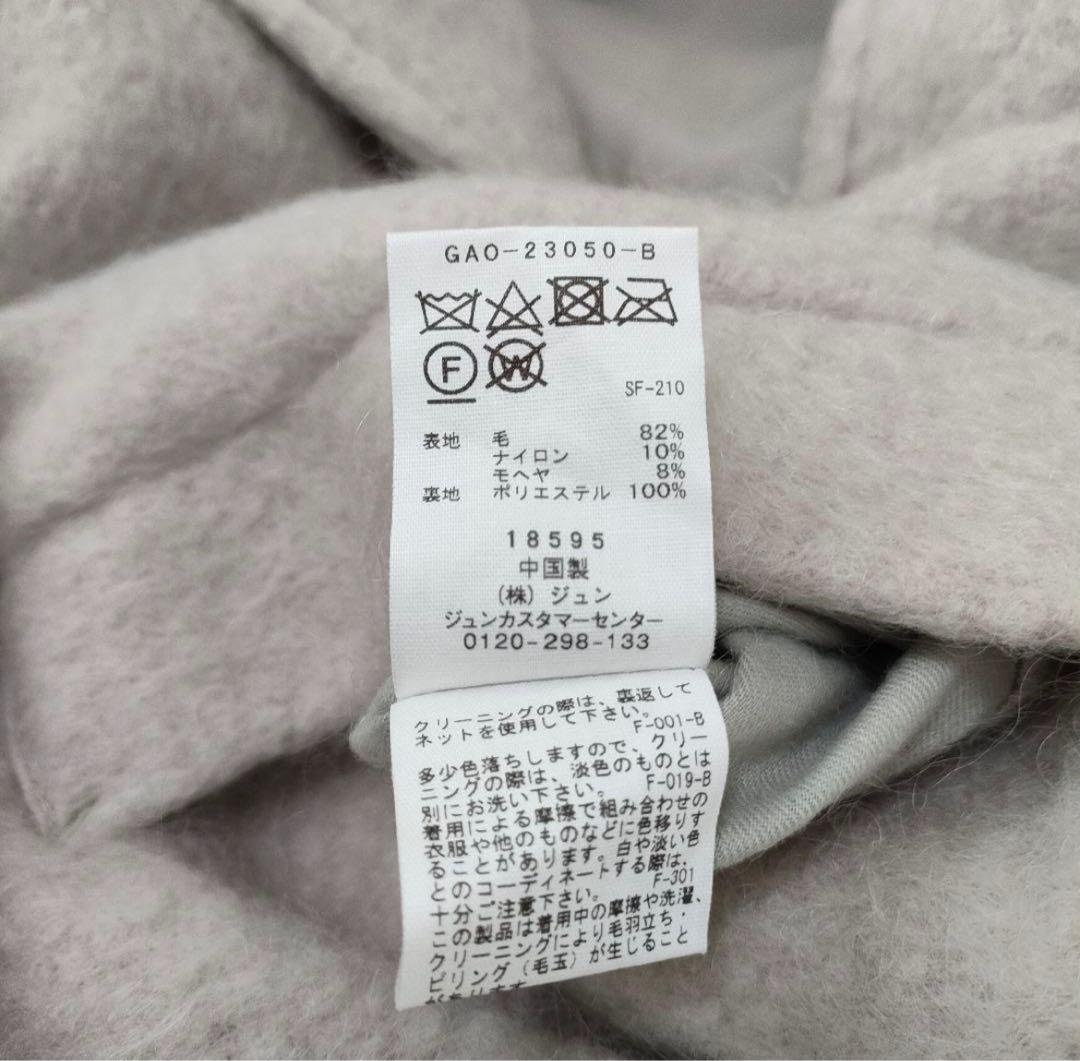 GAO-23050-B
F W
SF-210
表地 毛 82%
ナイロン 10%
モヘヤ 8%
裏地 ポリエステル 100%
18595
中国製
(株) ジュン
ジュンカスタマーセンター
0120-298-133
クリーニングの際は、裏返して
ネットを使用して下さい。
F-001-B
多少色落ちしますので、クリー
ニングの際は、淡色のものとは
別にお洗い下さい。 F-019-B
着用による摩擦で組み合わせの
衣服や他のものなどに色移りす
ることがあります。白や淡い色
とのコーディネートする際は、
十分ご注意下さい。 F-301
この製品は着用中の摩擦や洗濯、
クリーニングにより毛羽立ち・
ピリング(毛玉)が生じること
があります